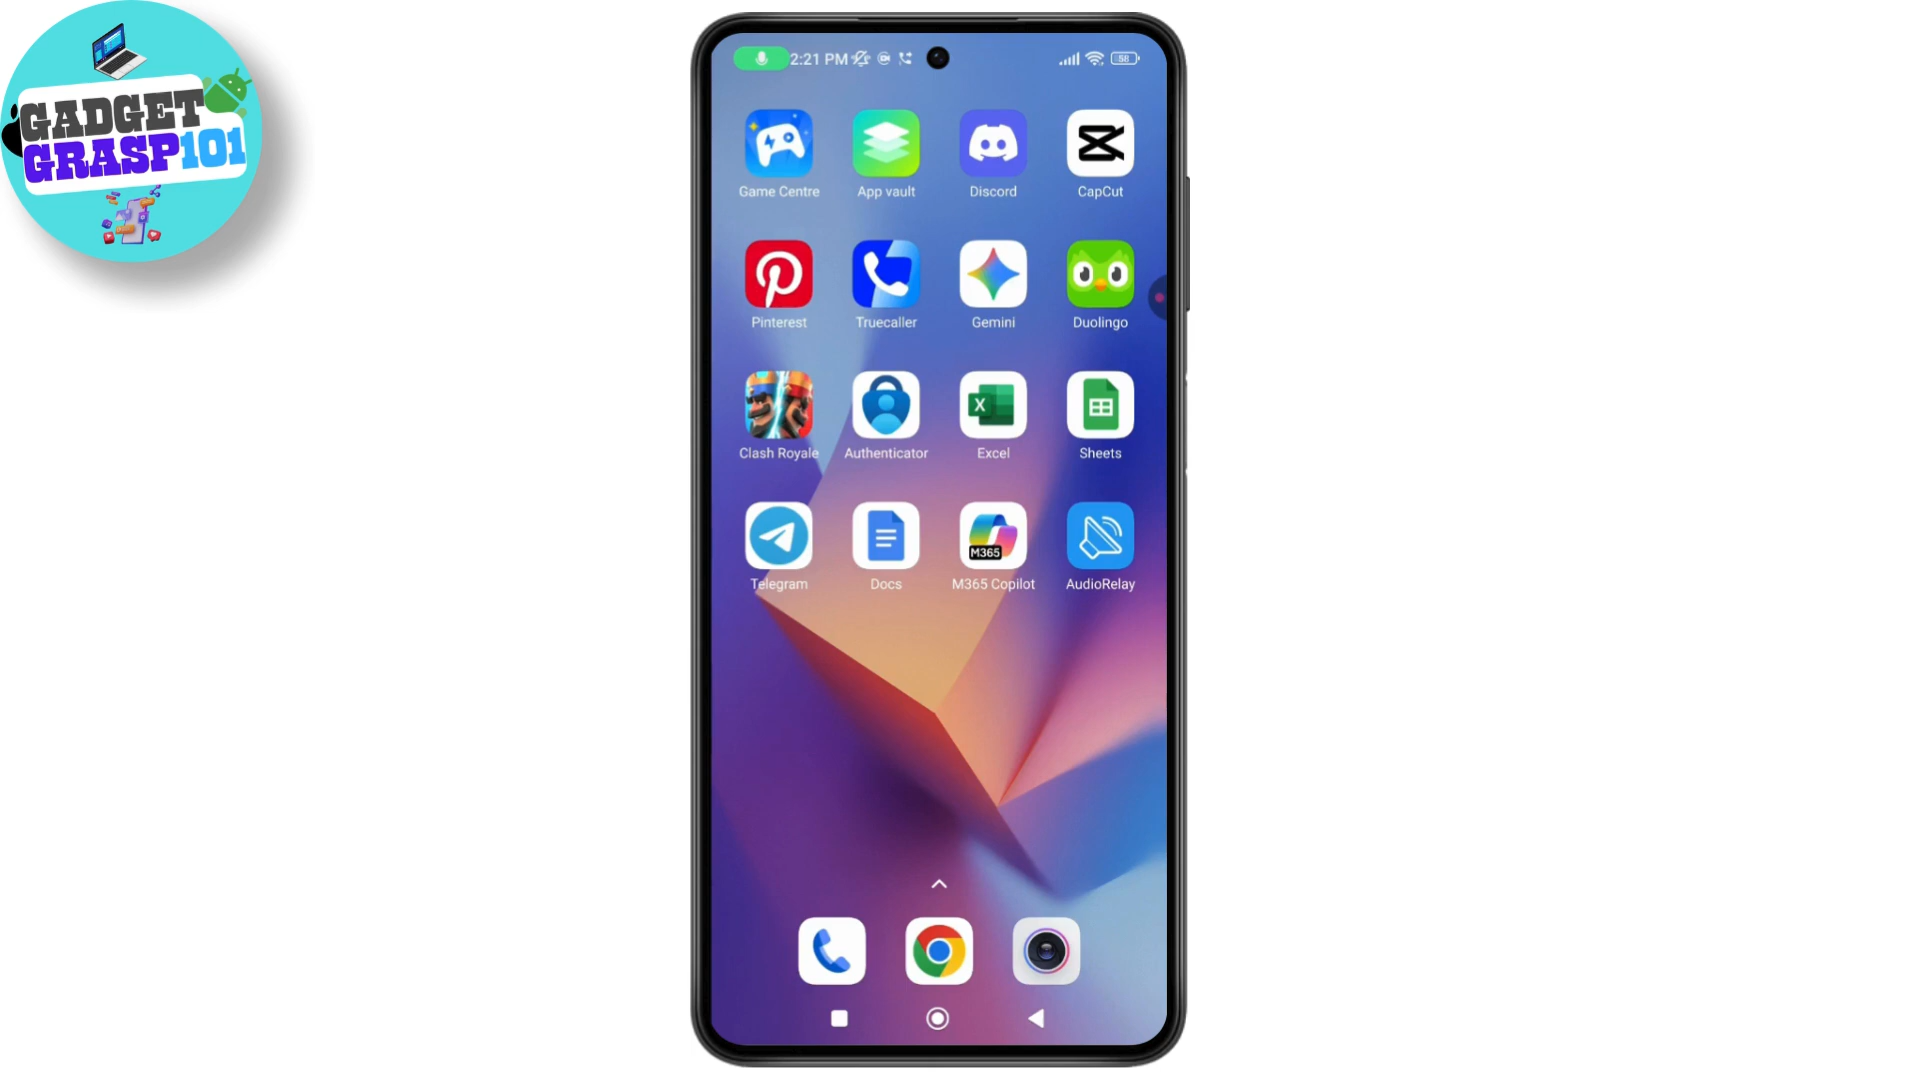 GADGET
GRASP101
2:21 PM
58
Game Centre
App vault
Discord
CapCut
Pinterest
Truecaller
Gemini
Duolingo
Clash Royale
Authenticator
X
Excel
Sheets
Telegram
Docs
M365
M365 Copilot
AudioRelay